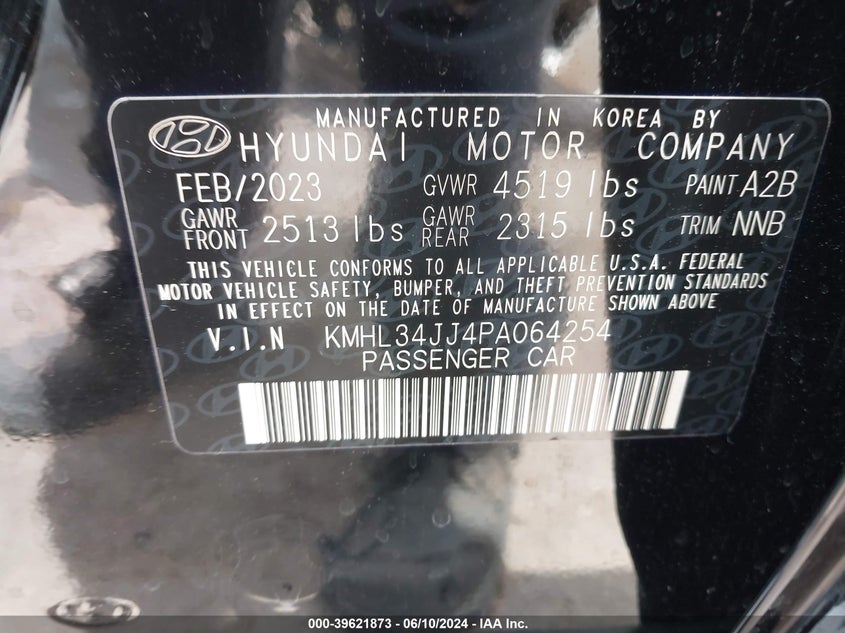 MANUFACTURED IN KOREA BY
HYUNDAI MOTOR COMPANY
FEB/2023 GVWR 4519 lbs PAINT A2B
GAWR FRONT 2513 lbs GAWR REAR 2315 lbs TRIM NNB
THIS VEHICLE CONFORMS TO ALL APPLICABLE U.S.A. FEDERAL
MOTOR VEHICLE SAFETY, BUMPER, AND THEFT PREVENTION STANDARDS
IN EFFECT ON THE DATE OF MANUFACTURE SHOWN ABOVE
V.I.N KMHL34JJ4PA064254
PASSENGER CAR
000-39621873 - 06/10/2024 - IAA Inc.